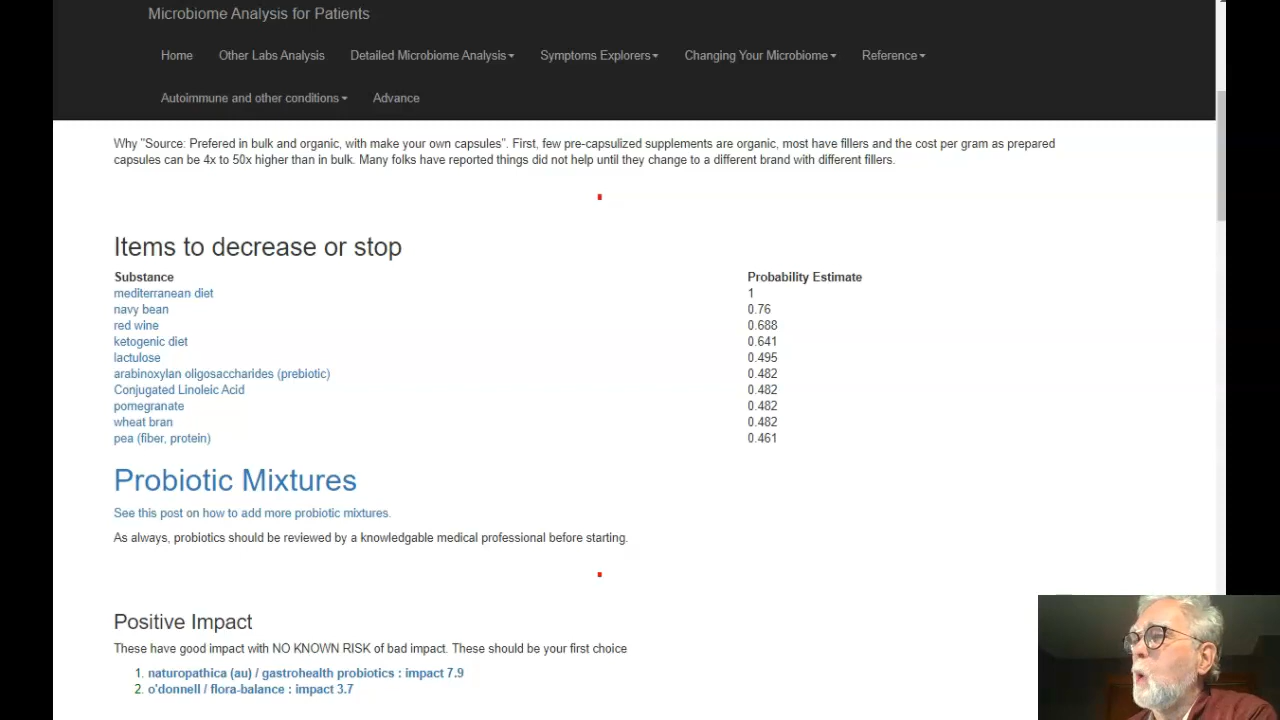 Microbiome Analysis for Patients
Home Other Labs Analysis Detailed Microbiome Analysis Symptoms Explorers Changing Your Microbiome Reference
Autoimmune and other conditions Advance
Why "Source: Prefered in bulk and organic, with make your own capsules". First, few pre-capsulized supplements are organic, most have fillers and the cost per gram as prepared
capsules can be 4x to 50x higher than in bulk. Many folks have reported things did not help until they change to a different brand with different fillers.
Items to decrease or stop
Substance Probability Estimate
mediterranean diet 1
navy bean 0.76
red wine 0.688
ketogenic diet 0.641
lactulose 0.495
arabinoxylan oligosaccharides (prebiotic) 0.482
Conjugated Linoleic Acid 0.482
pomegranate 0.482
wheat bran 0.482
pea (fiber, protein) 0.461
Probiotic Mixtures
See this post on how to add more probiotic mixtures.
As always, probiotics should be reviewed by a knowledgable medical professional before starting.
Positive Impact
These have good impact with NO KNOWN RISK of bad impact. These should be your first choice
1. naturopathica (au) / gastrohealth probiotics : impact 7.9
2. o'donnell / flora-balance : impact 3.7